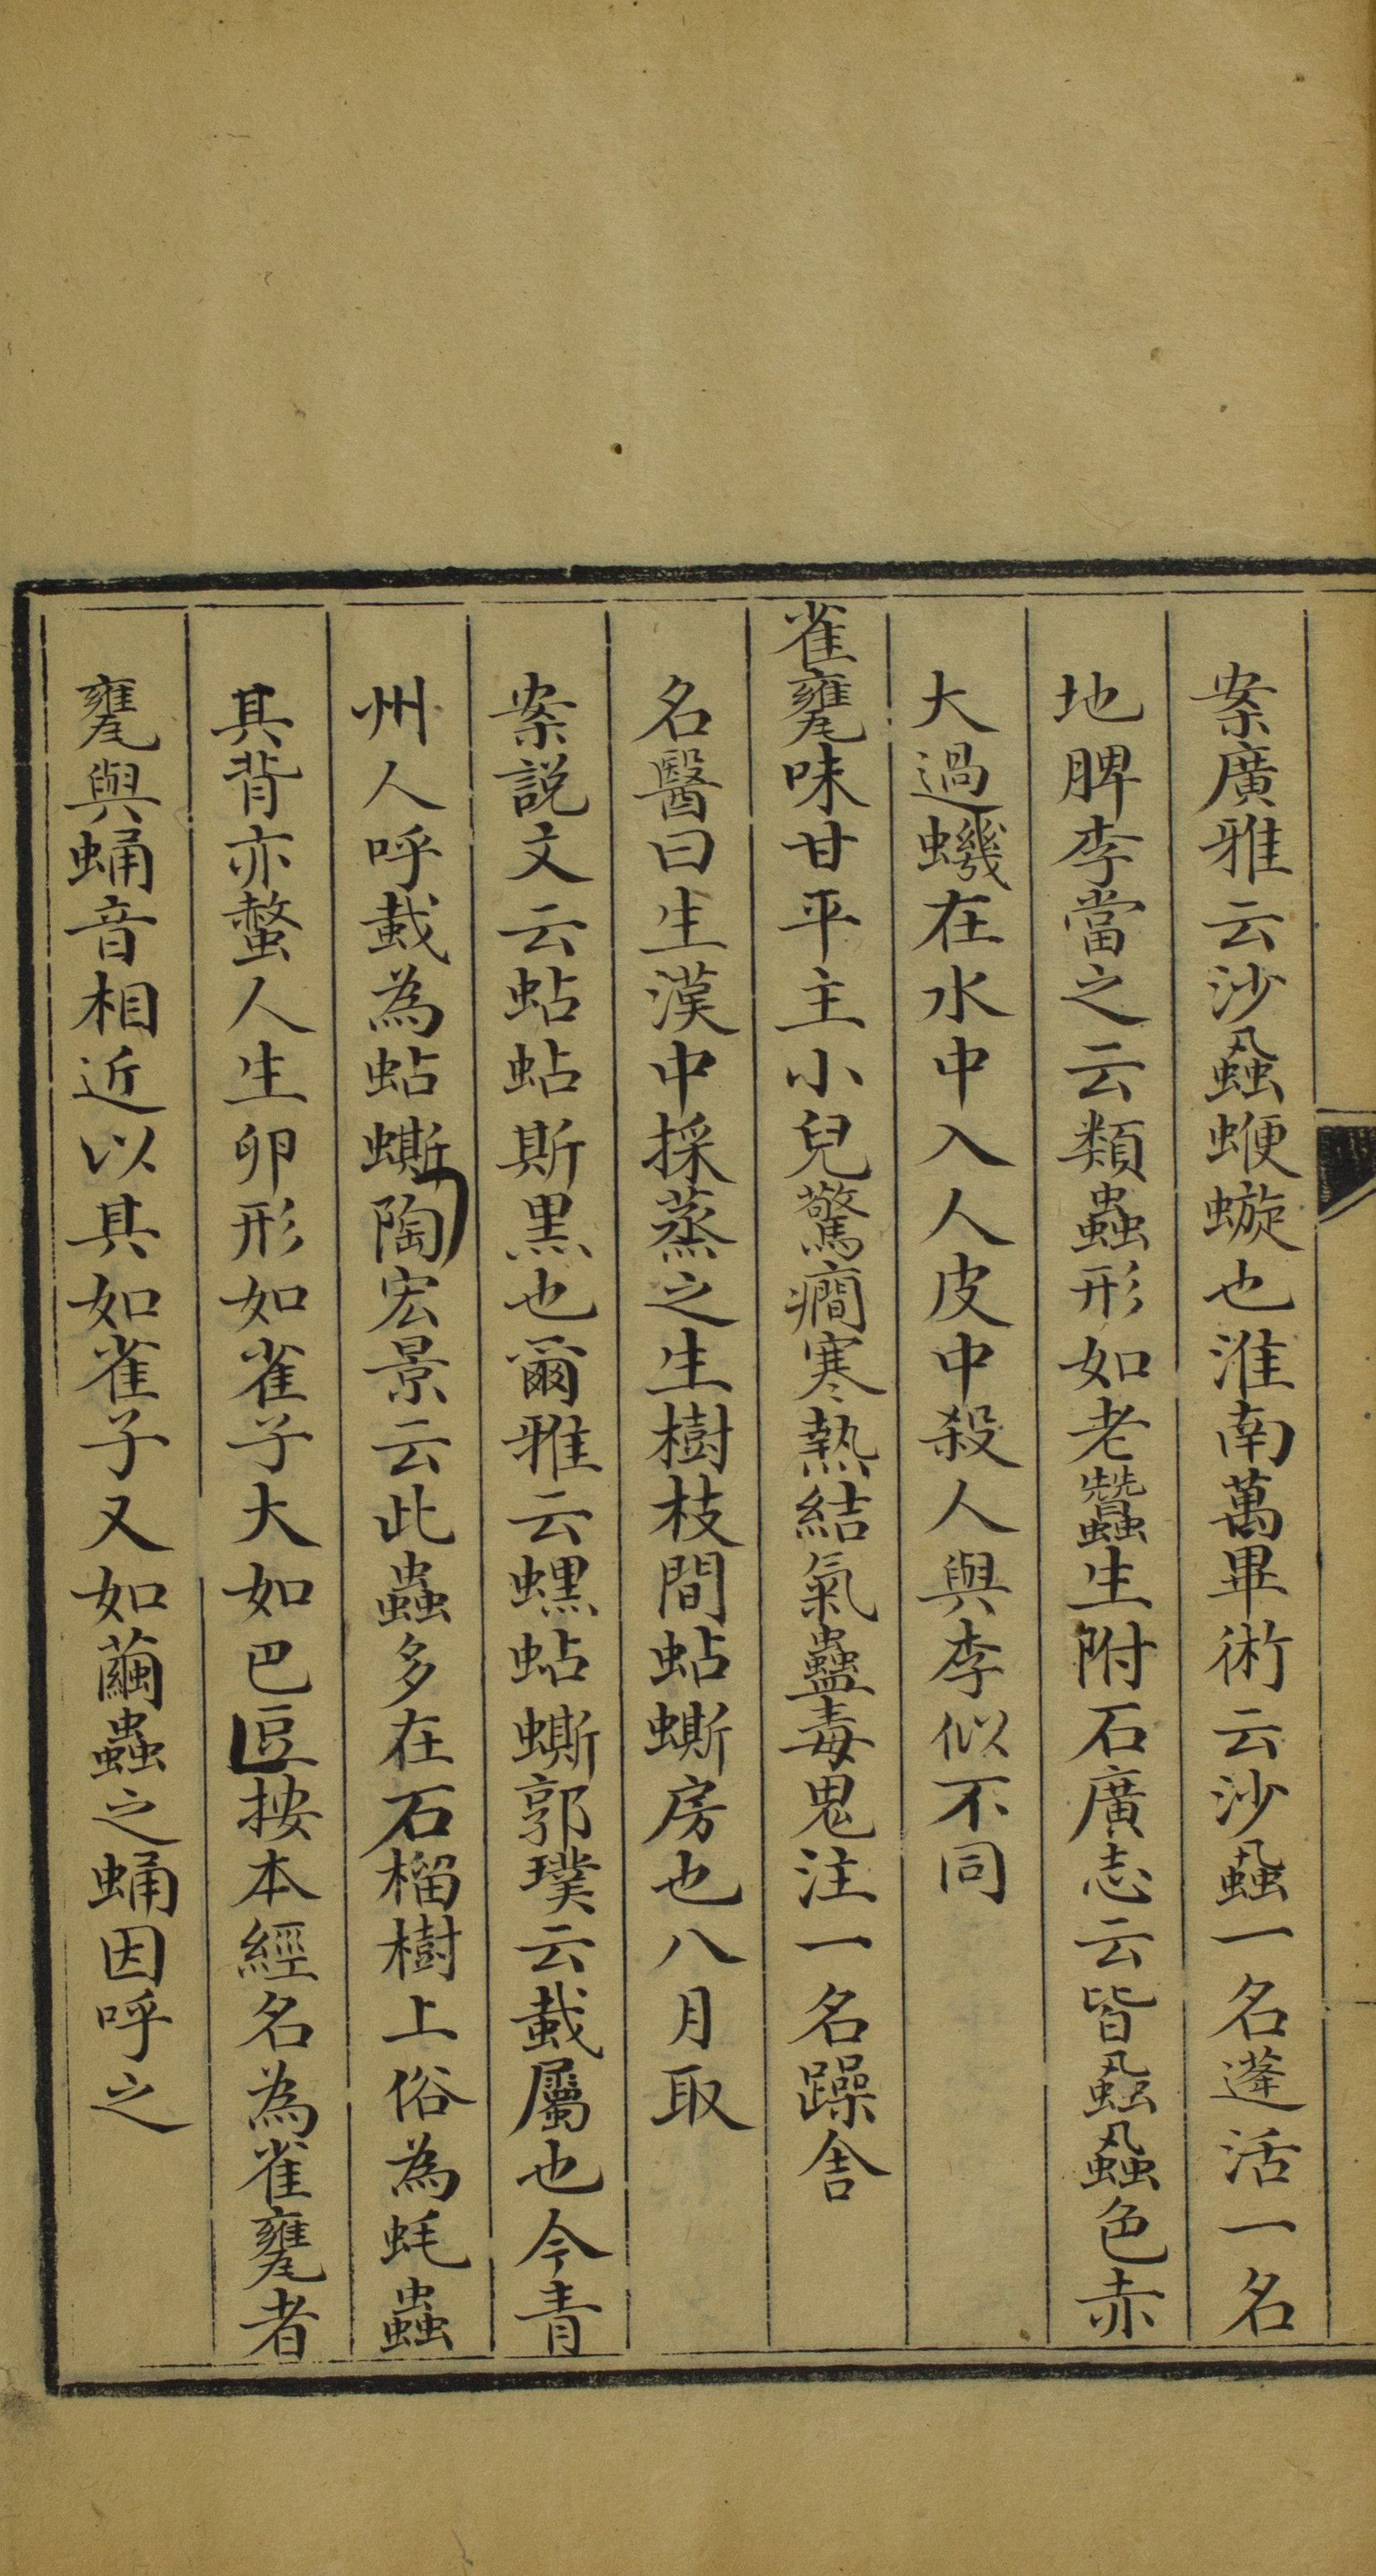 案廣雅云沙蝨蝘蜁也淮南萬畢術云沙蝨一名蓬活一名
地脾李當之云類蟲形如老蠶生附石廣志云皆蝨蝨色赤
大過蟣在水中入人皮中殺人與李似不同
雀甕味甘平主小兒驚癇寒熱結氣蠱毒鬼注一名躁舍
名醫曰生漢中採蒸之生樹枝間蛅蟴房也八月取
案說文云蛅蛅斯黑也爾雅云蟔蛅蟴郭璞云蛓屬也今青
州人呼蛓為蛅蟴陶宏景云此蟲多在石榴樹上俗為蚝蟲
其背亦螫人生卵形如雀子大如巴豆按本經名為雀甕者
甕與蛹音相近以其如雀子又如繭蟲之蛹因呼之